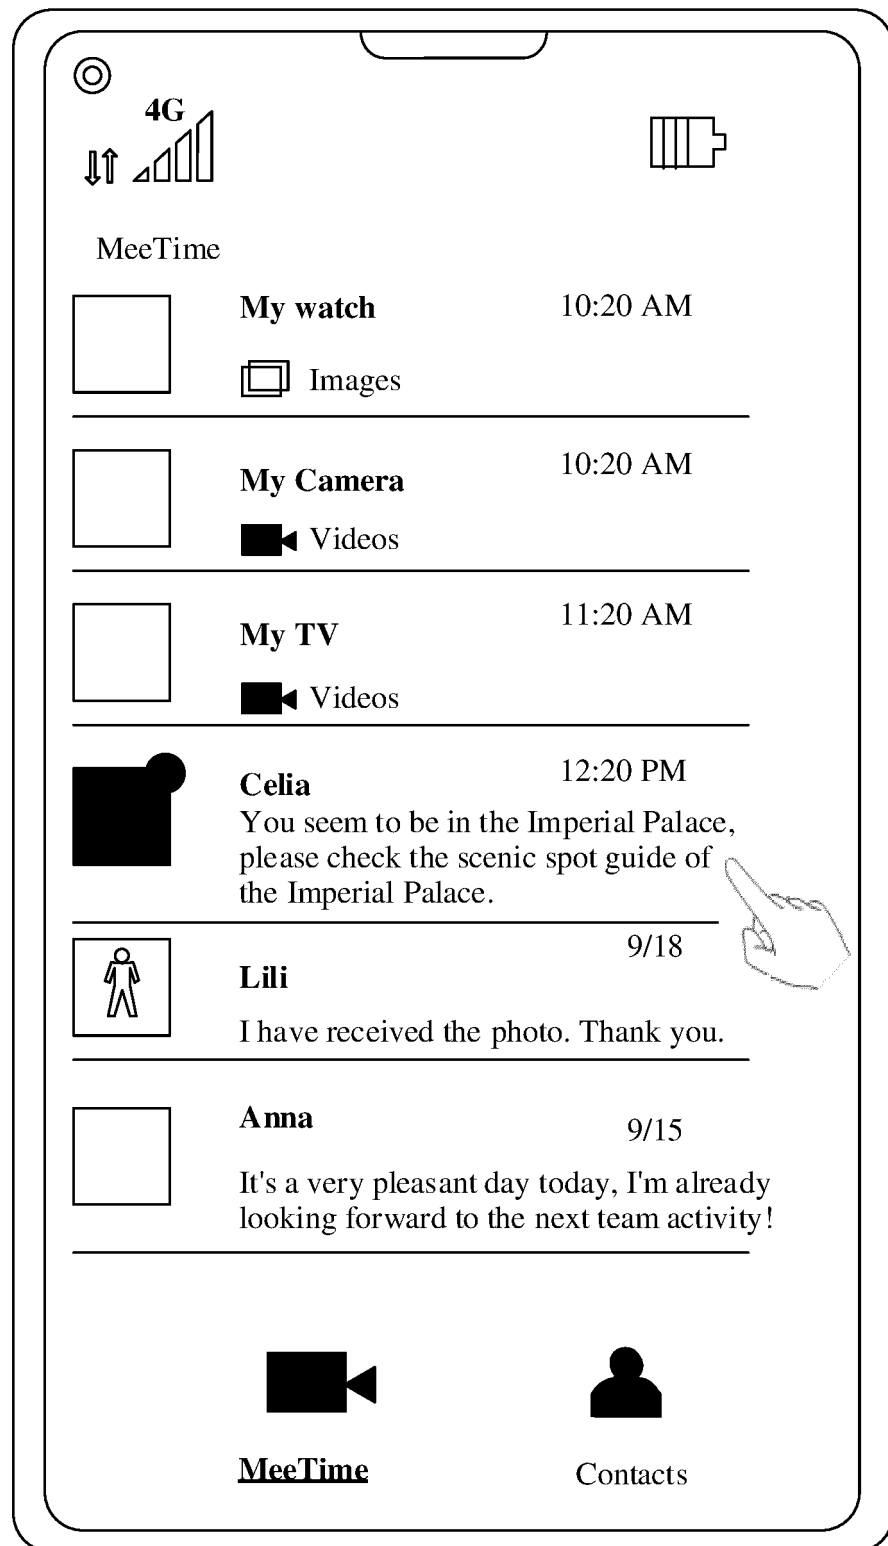 4G
MeeTime
My watch
10:20 AM
Images
My Camera
10:20 AM
Videos
My TV
11:20 AM
Videos
Celia
12:20 PM
You seem to be in the Imperial Palace,
please check the scenic spot guide of
the Imperial Palace.
Lili
9/18
I have received the photo. Thank you.
Anna
9/15
It's a very pleasant day today, I'm already
looking forward to the next team activity!
MeeTime
Contacts